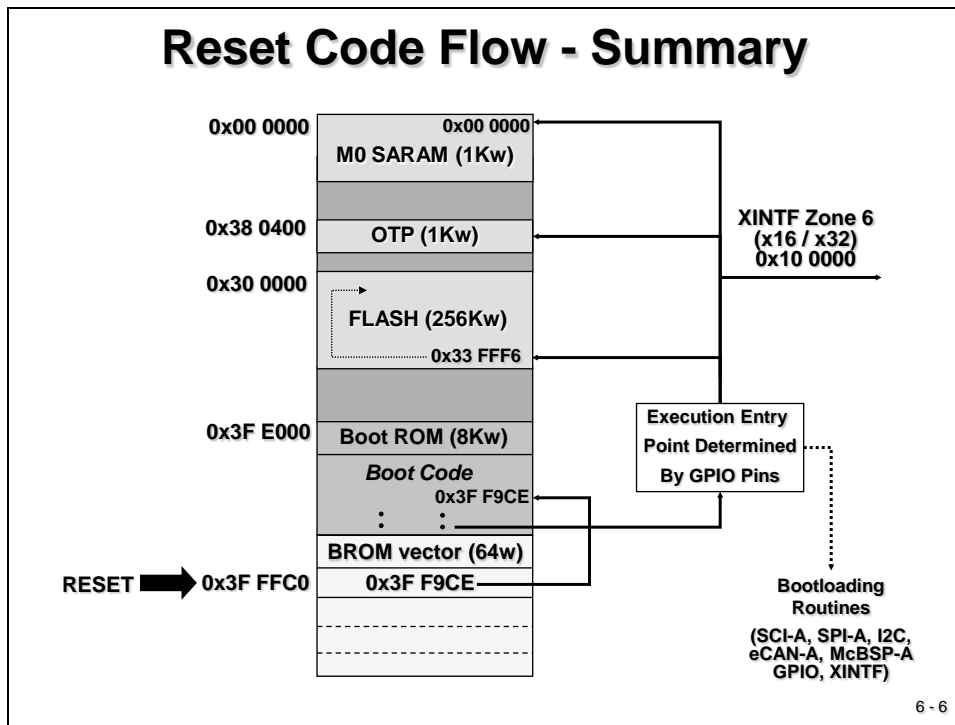 Reset Code Flow - Summary
0x00 0000
0x00 0000
M0 SARAM (1Kw)
0x38 0400
OTP (1Kw)
XINTF Zone 6
(x16 / x32)
0x10 0000
0x30 0000
FLASH (256Kw)
0x33 FFF6
Execution Entry
Point Determined
By GPIO Pins
0x3F E000
Boot ROM (8Kw)
Boot Code
0x3F F9CE
: :
BROM vector (64w)
RESET
0x3F FFC0
0x3F F9CE
Bootloading
Routines
(SCI-A, SPI-A, I2C,
eCAN-A, McBSP-A
GPIO, XINTF)
6 - 6